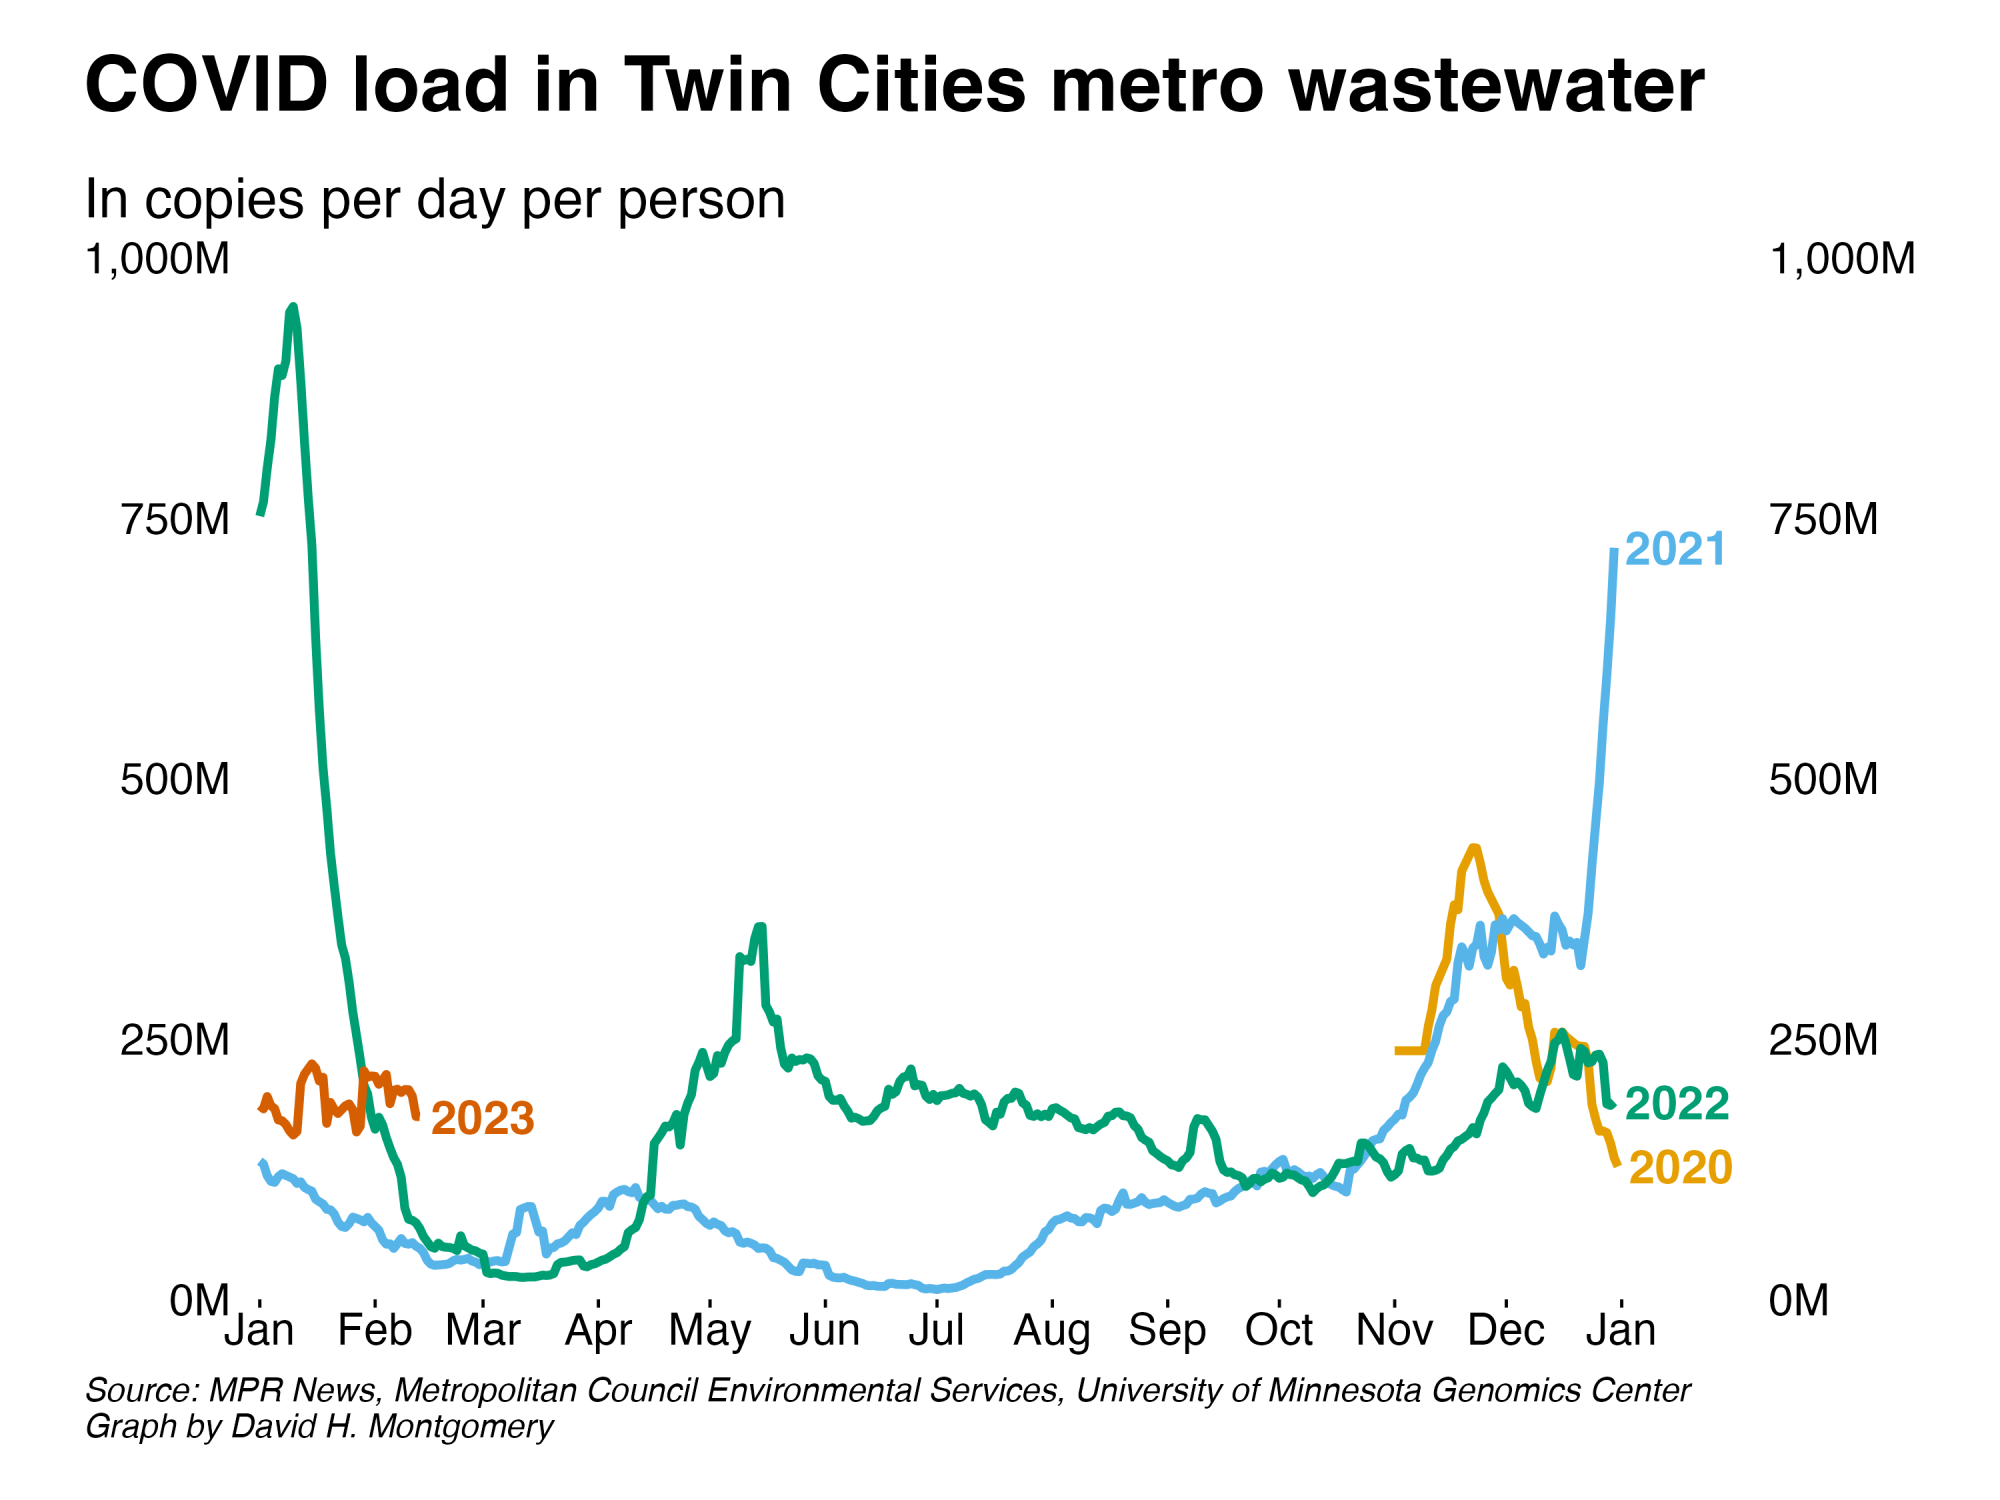 COVID load in Twin Cities metro wastewater
In copies per day per person
1,000M 1,000M
750M 750M
2021
500M 500M
250M 250M
2023
2022
2020
0M 0M
Jan Feb Mar Apr May Jun Jul Aug Sep Oct Nov Dec Jan
Source: MPR News, Metropolitan Council Environmental Services, University of Minnesota Genomics Center
Graph by David H. Montgomery